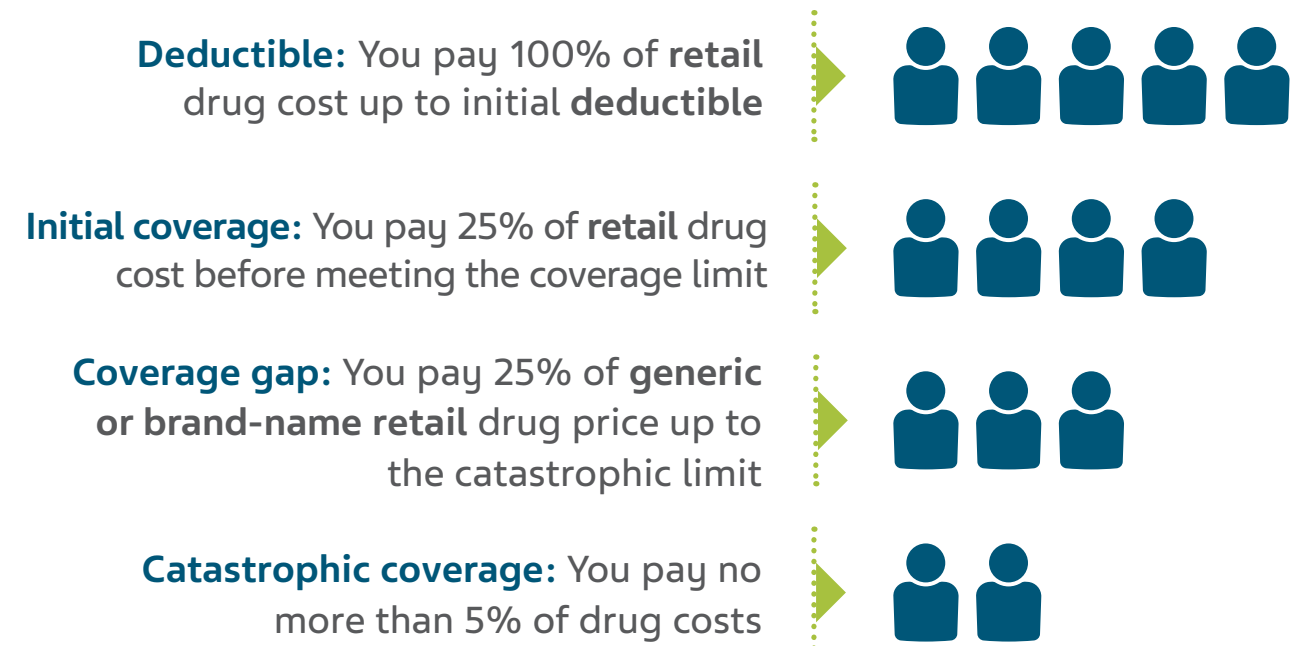 Deductible: You pay 100% of retail
drug cost up to initial deductible
Initial coverage: You pay 25% of retail drug
cost before meeting the coverage limit
Coverage gap: You pay 25% of generic
or brand-name retail drug price up to
the catastrophic limit
Catastrophic coverage: You pay no
more than 5% of drug costs